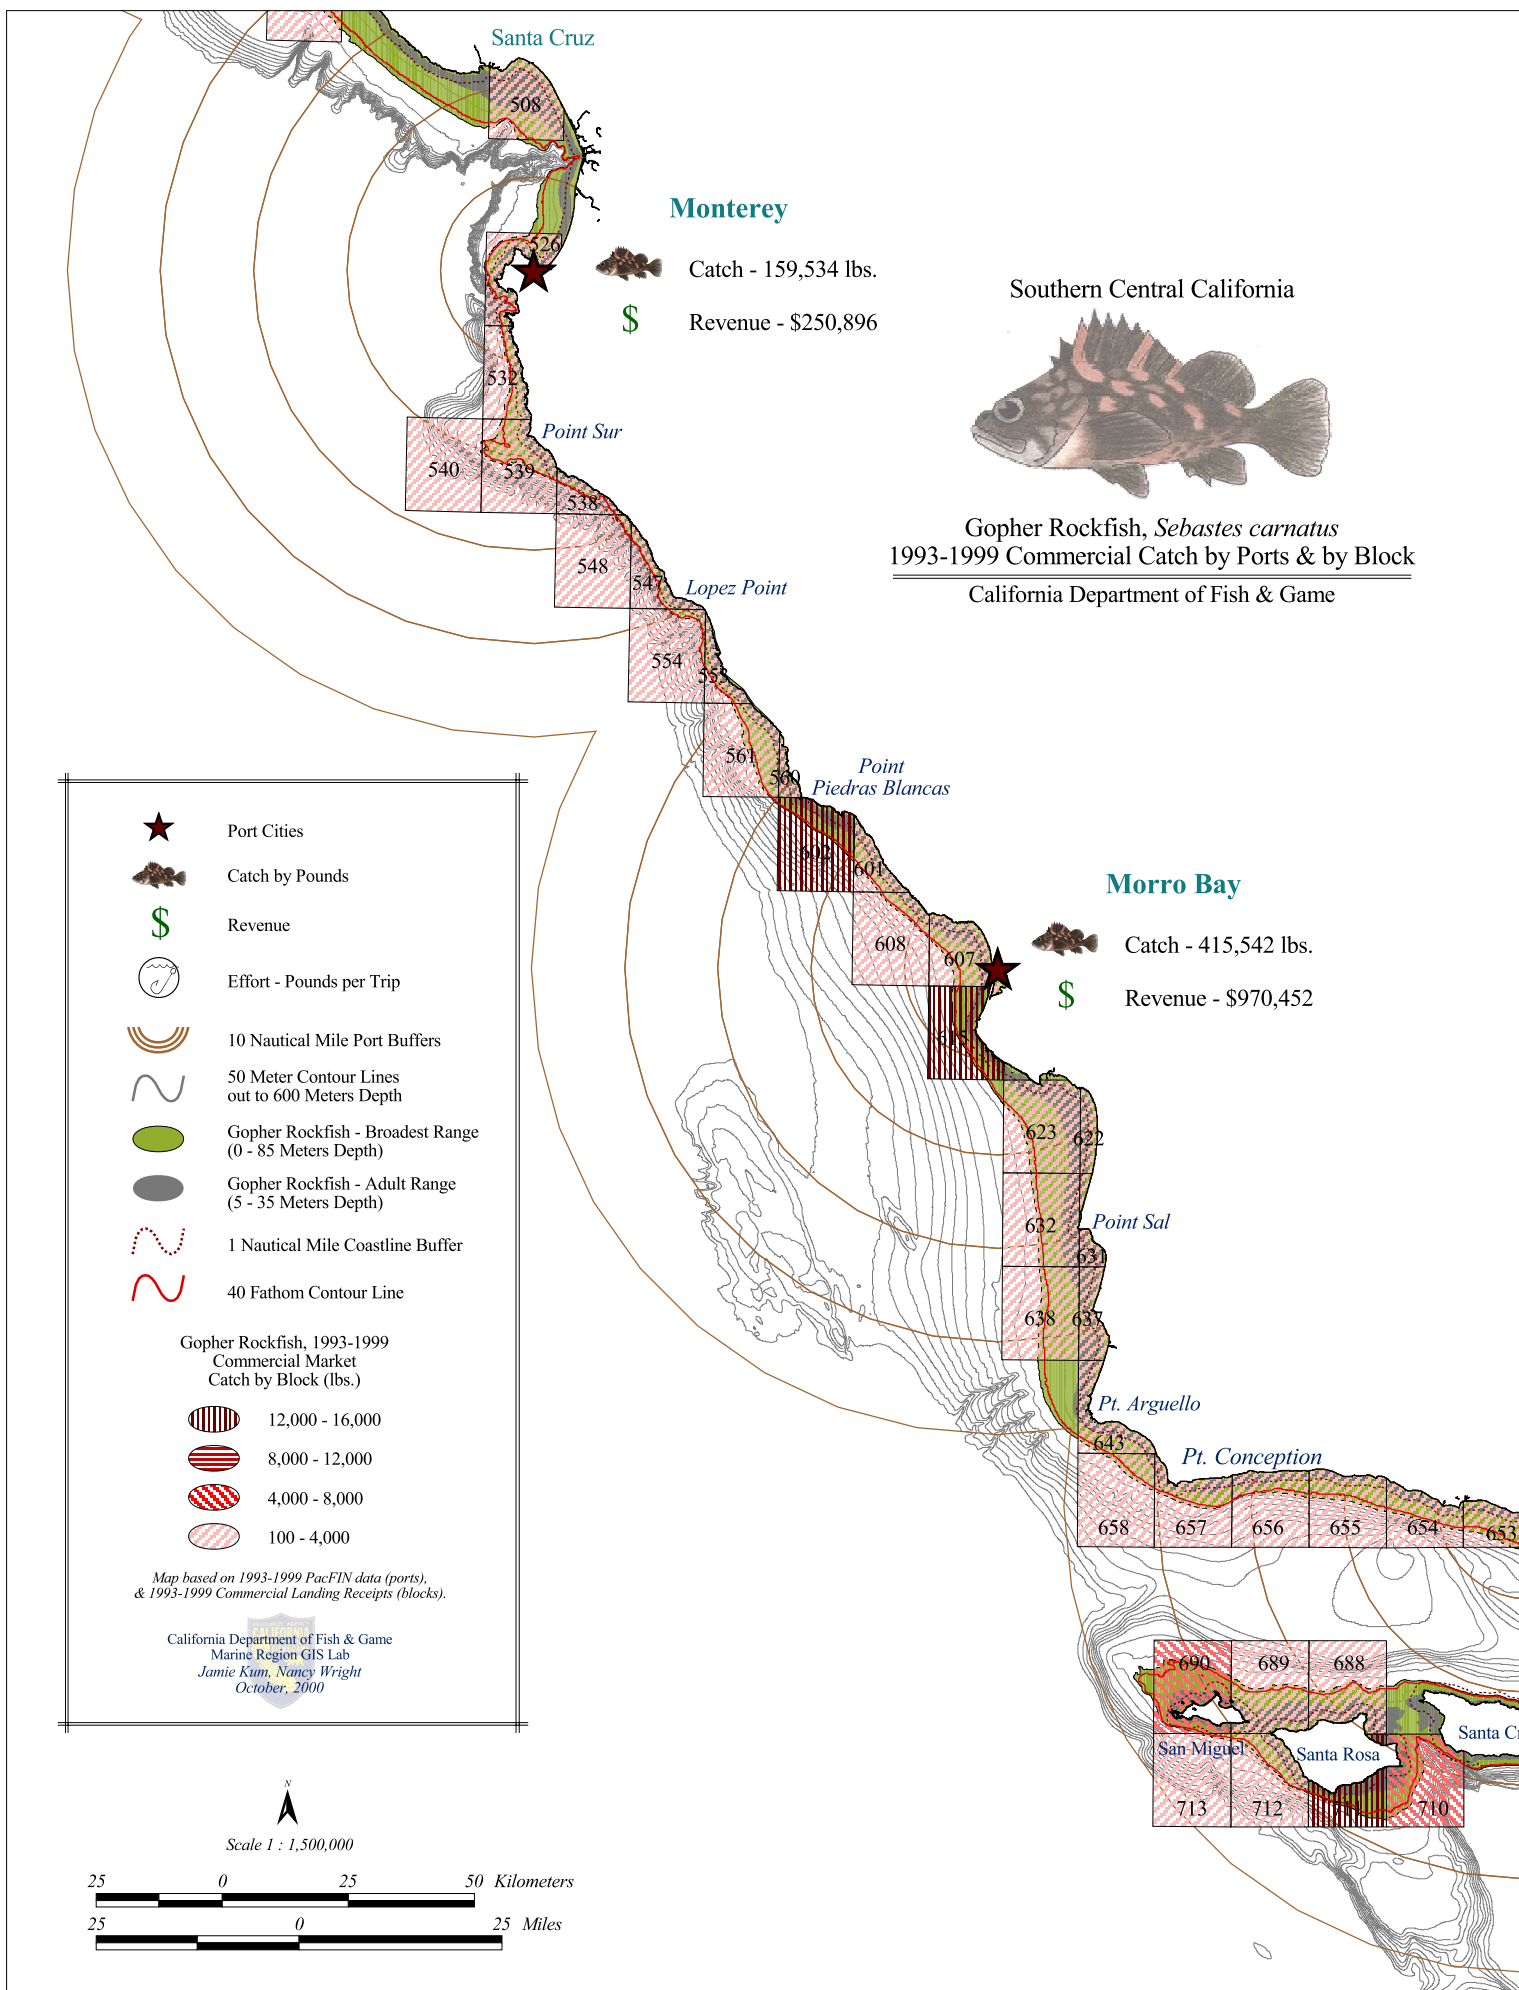 Santa Cruz
508
Monterey
526
Catch - 159,534 lbs.
Revenue - $250,896
$
Southern Central California
532
Point Sur
540
539
538
Gopher Rockfish, Sebastes carnatus
1993-1999 Commercial Catch by Ports & by Block
California Department of Fish & Game
548
547
Lopez Point
554
553
561
560
Point
Piedras Blancas
602
601
Morro Bay
608
607
Catch - 415,542 lbs.
$
Revenue - $970,452
615
623
622
632
Point Sal
631
638
637
Pt. Arguello
643
Pt. Conception
658
657
656
655
654
653
690
689
688
San Miguel
Santa Rosa
Santa Cr
713
712
710
Port Cities
Catch by Pounds
$
Revenue
Effort - Pounds per Trip
10 Nautical Mile Port Buffers
50 Meter Contour Lines
out to 600 Meters Depth
Gopher Rockfish - Broadest Range
(0 - 85 Meters Depth)
Gopher Rockfish - Adult Range
(5 - 35 Meters Depth)
1 Nautical Mile Coastline Buffer
40 Fathom Contour Line
Gopher Rockfish, 1993-1999
Commercial Market
Catch by Block (lbs.)
12,000 - 16,000
8,000 - 12,000
4,000 - 8,000
100 - 4,000
Map based on 1993-1999 PacFIN data (ports),
& 1993-1999 Commercial Landing Receipts (blocks).
CALIFORNIA
California Department of Fish & Game
Marine Region GIS Lab
Jamie Kum, Nancy Wright
October, 2000
N
Scale 1 : 1,500,000
25 0 25 50 Kilometers
25 0 25 Miles